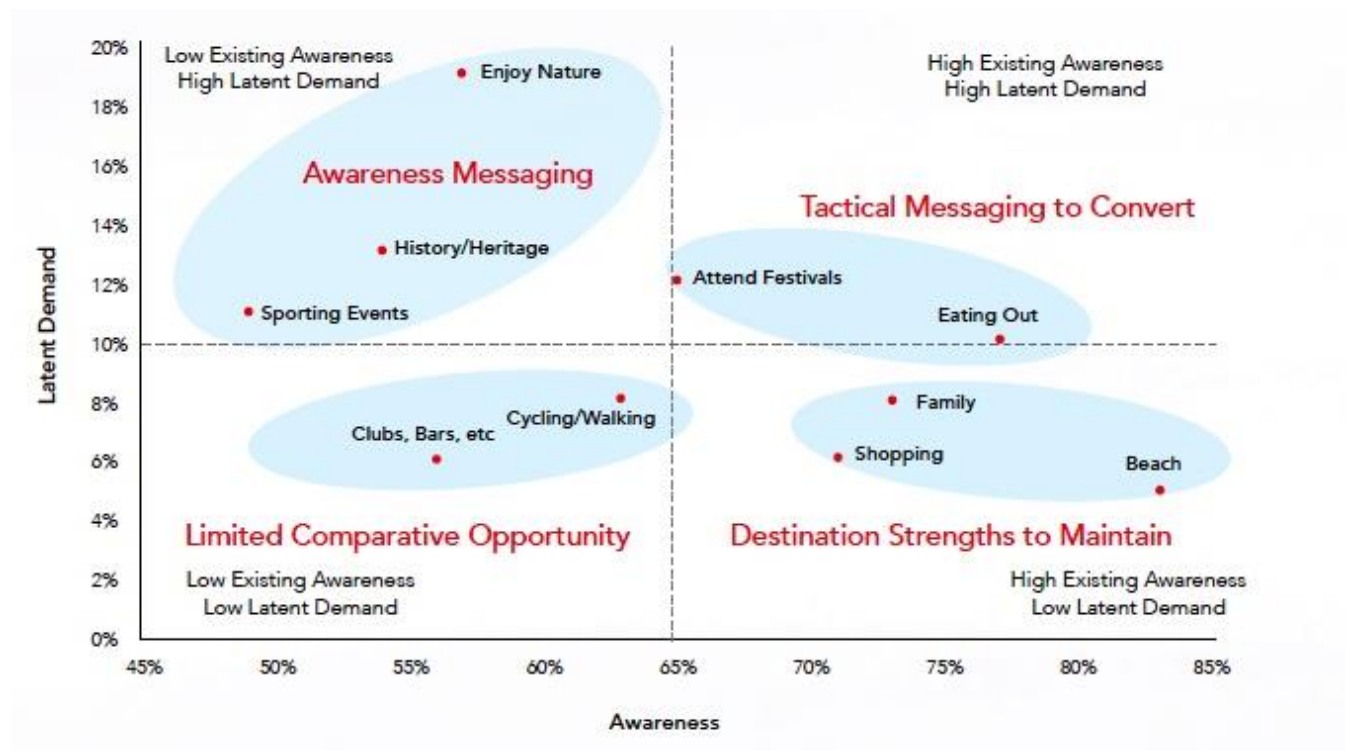 20%
18%
16%
14%
12%
10%
8%
6%
4%
2%
0%
Latent Demand
Low Existing Awareness
High Latent Demand
Enjoy Nature
Awareness Messaging
History/Heritage
Sporting Events
High Existing Awareness
High Latent Demand
Tactical Messaging to Convert
Attend Festivals
Eating Out
Cycling/Walking
Clubs, Bars, etc
Limited Comparative Opportunity
Low Existing Awareness
Low Latent Demand
Family
Shopping
Beach
Destination Strengths to Maintain
High Existing Awareness
Low Latent Demand
45%
50%
55%
60%
65%
70%
75%
80%
85%
Awareness